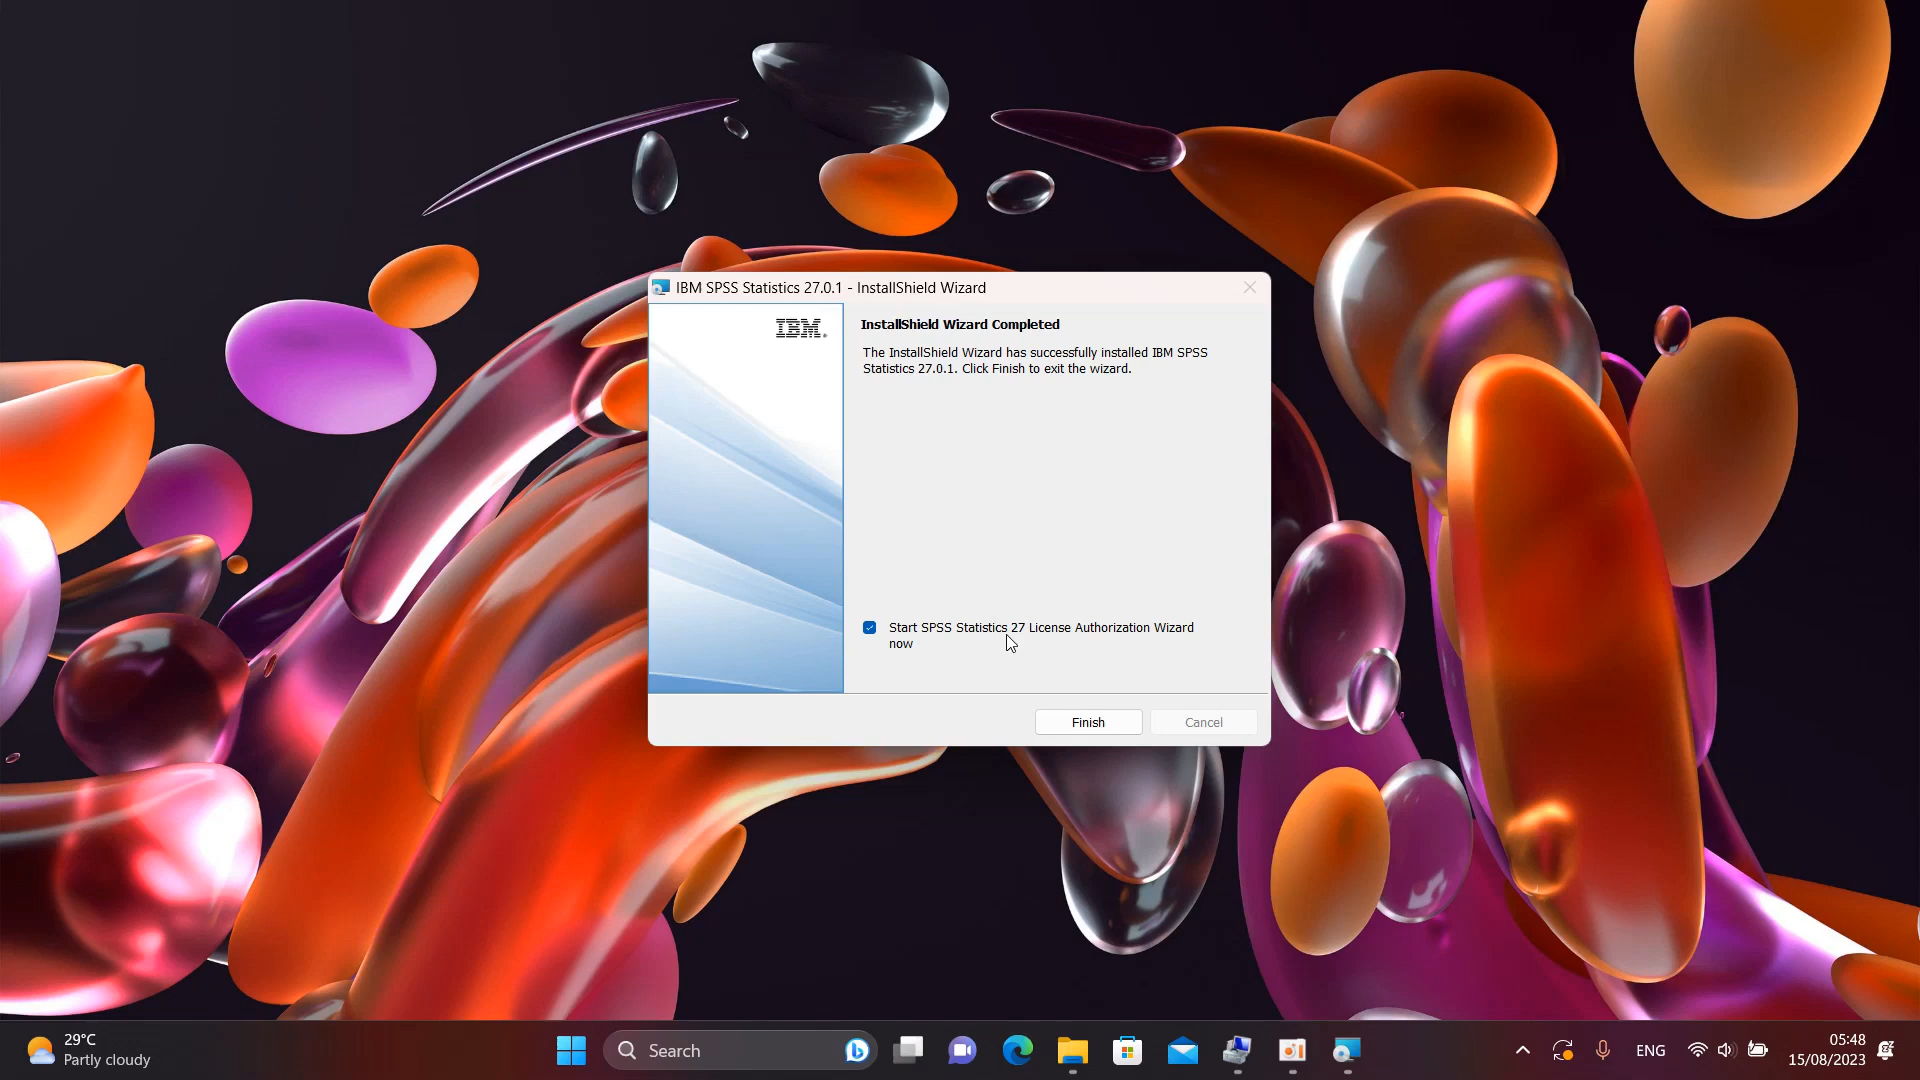 IBM SPSS Statistics 27.0.1 - InstallShield Wizard
IBM.
InstallShield Wizard Completed
The InstallShield Wizard has successfully installed IBM SPSS
Statistics 27.0.1. Click Finish to exit the wizard.
Start SPSS Statistics 27 License Authorization Wizard
now
Finish
Cancel
29°C
Partly cloudy
Search
ENG
05:48
15/08/2023